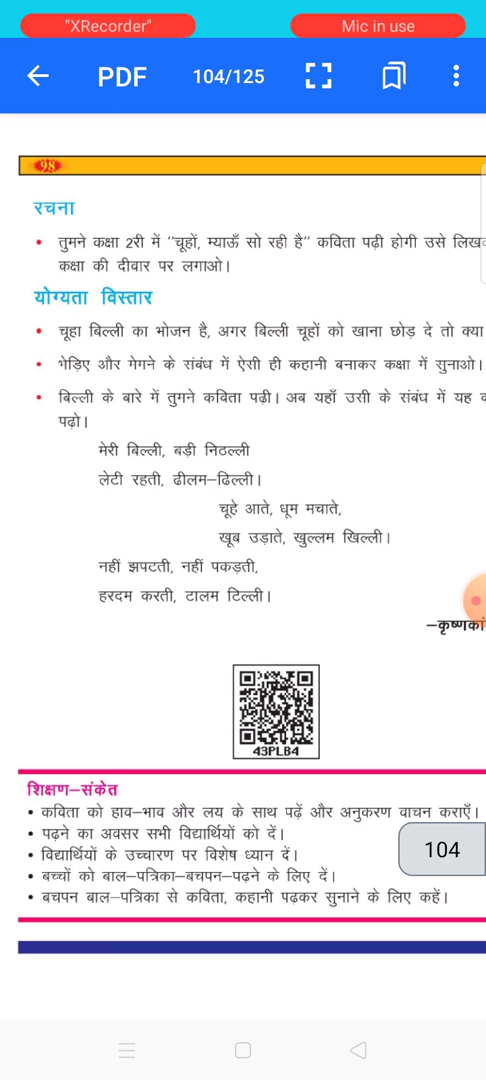 "XRecorder"
Mic in use
PDF 104/125
98
रचना
• तुमने कक्षा 2री में "चूहों, म्याऊँ सो रही है" कविता पढ़ी होगी उसे
कक्षा की दीवार पर लगाओ।
योग्यता विस्तार
• चूहा बिल्ली का भोजन है, अगर बिल्ली चूहों को खाना छोड़ दे तो क्या
• भेड़िए और मेमने के संबंध में ऐसी ही कहानी बनाकर कक्षा में सुनाओ।
• बिल्ली के बारे में तुमने कविता पढ़ी। अब यहाँ उसी के संबंध में यह
पढ़ो।
मेरी बिल्ली, बड़ी निठल्ली
लेटी रहती, ढीलम–ढिल्ली।
चूहे आते, धूम मचाते,
खूब उड़ाते, खुल्लम खिल्ली।
नहीं झपटती, नहीं पकड़ती,
हरदम करती, टालम टिल्ली।
43PLB4
शिक्षण–संकेत
• कविता को हाव–भाव और लय के साथ पढ़ें और अनुकरण वाचन कराएँ।
• पढ़ने का अवसर सभी विद्यार्थियों को दें।
• विद्यार्थियों के उच्चारण पर विशेष ध्यान दें।
104
• बच्चों को बाल–पत्रिका–बचपन–पढ़ने के लिए दें।
• बचपन बाल–पत्रिका से कविता, कहानी पढ़कर सुनाने के लिए कहें।